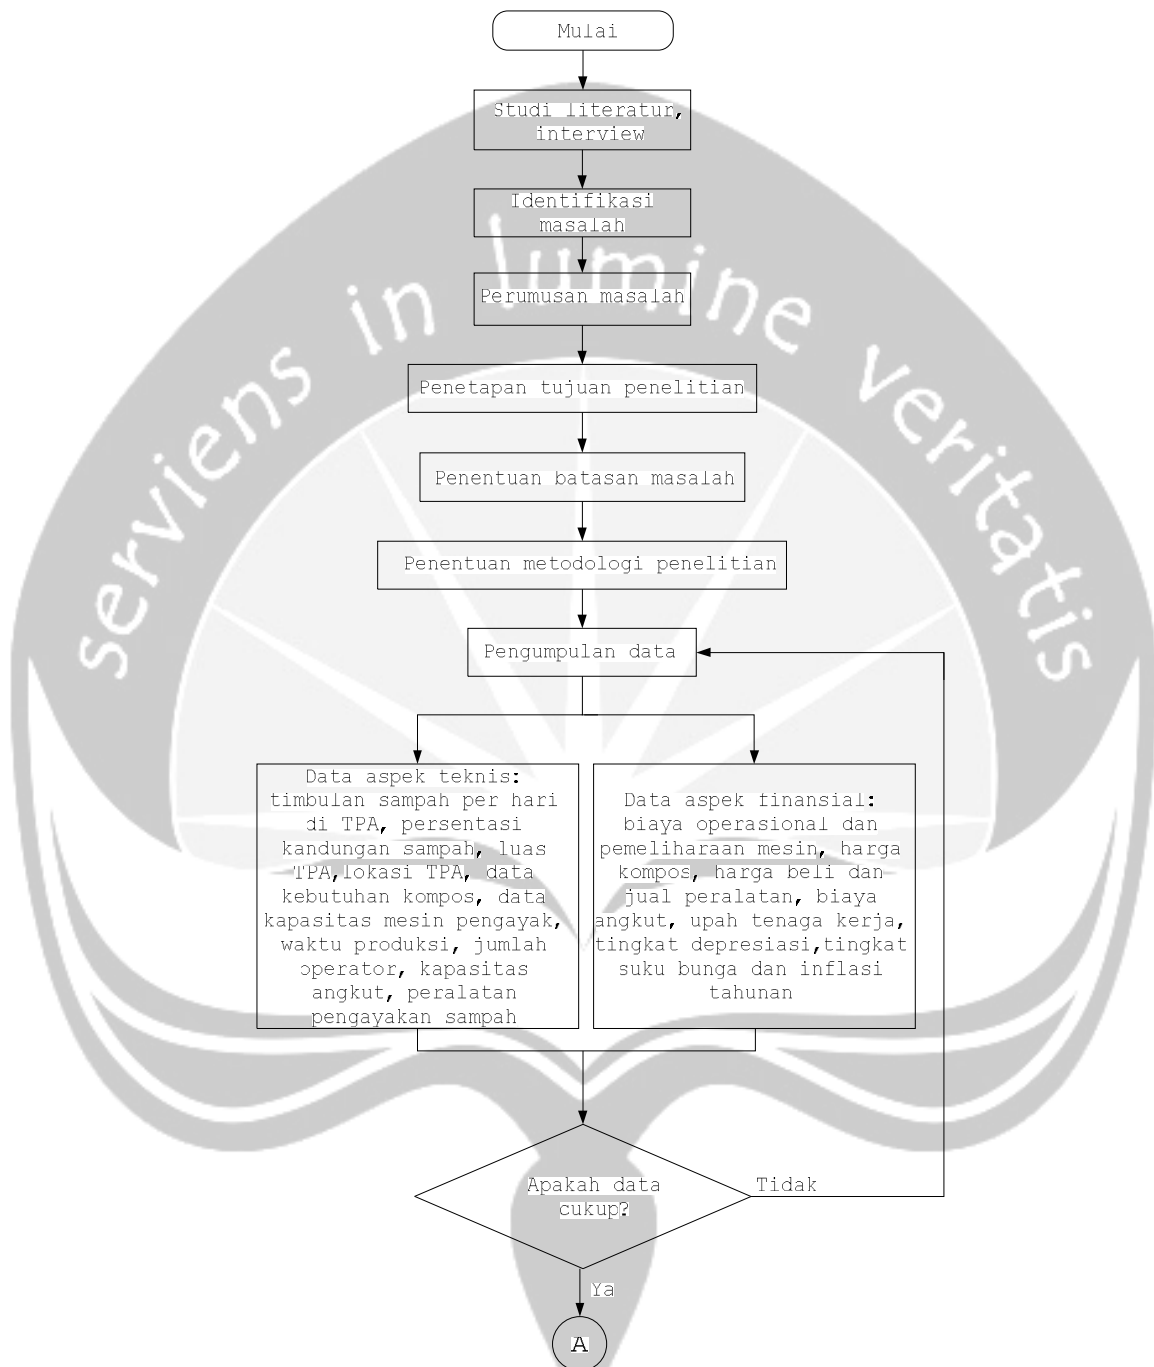 Mulai
Studi literatur,
interview
Identifikasi
masalah
Perumusan masalah
Penetapan tujuan penelitian
Penentuan batasan masalah
Penentuan metodologi penelitian
Pengumpulan data
Data aspek teknis:
timbulan sampah per hari
di TPA, persentasi
kandungan sampah, luas
TPA,lokasi TPA, data
kebutuhan kompos, data
kapasitas mesin pengayak,
waktu produksi, jumlah
operator, kapasitas
angkut, peralatan
pengayakan sampah
Data aspek finansial:
biaya operasional dan
pemeliharaan mesin, harga
kompos, harga beli dan
jual peralatan, biaya
angkut, upah tenaga kerja,
tingkat depresiasi,tingkat
suku bunga dan inflasi
tahunan
Apakah data
cukup?
Tidak
Ya
A
serviens in lumine veritatis